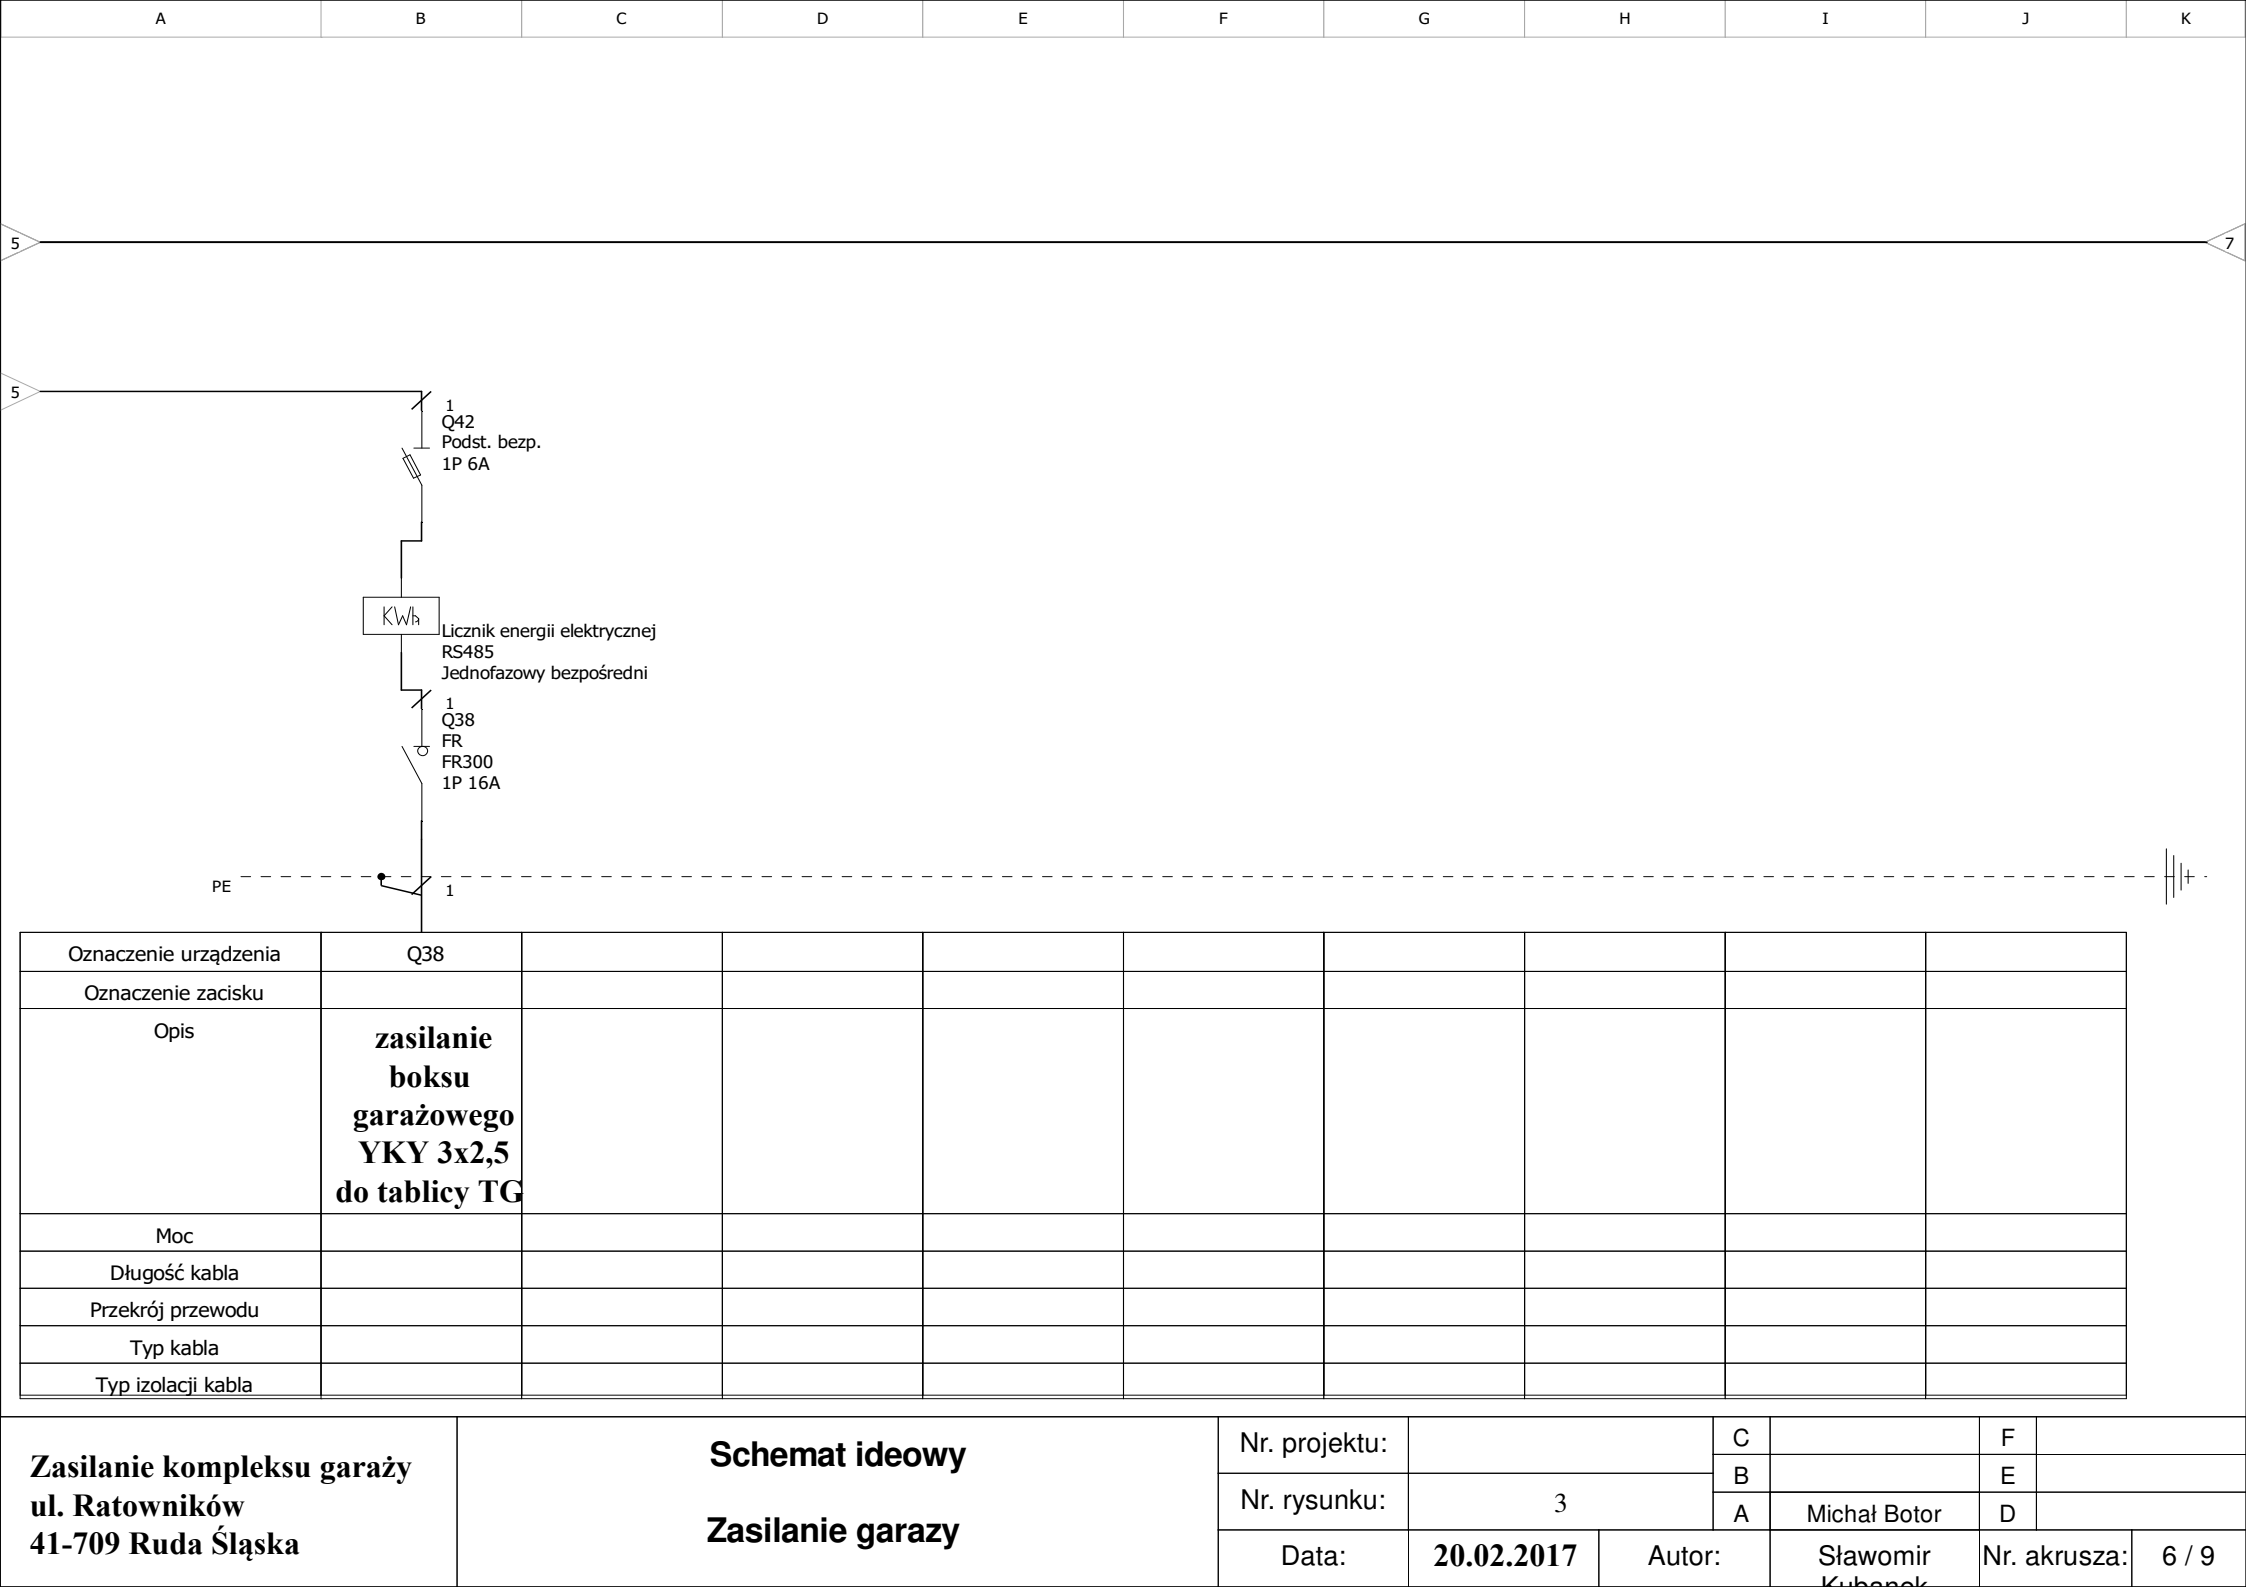 A B C D E F G H I J K
5 7
5
1
Q42
Podst. bezp.
1P 6A
KWh
Licznik energii elektrycznej
RS485
Jednofazowy bezpośredni
1
Q38
FR
FR300
1P 16A
PE 1
Oznaczenie urządzenia Q38
Oznaczenie zacisku
Opis
zasilanie
boksu
garażowego
YKY 3x2,5
do tablicy TG
Moc
Długość kabla
Przekrój przewodu
Typ kabla
Typ izolacji kabla
Zasilanie kompleksu garaży
ul. Ratowników
41-709 Ruda Śląska
Schemat ideowy
Zasilanie garazy
Nr. projektu:
Nr. rysunku: 3
Data: 20.02.2017
C F
B E
A Michał Botor D
Autor: Sławomir
Kubanek
Nr. akrusza: 6 / 9